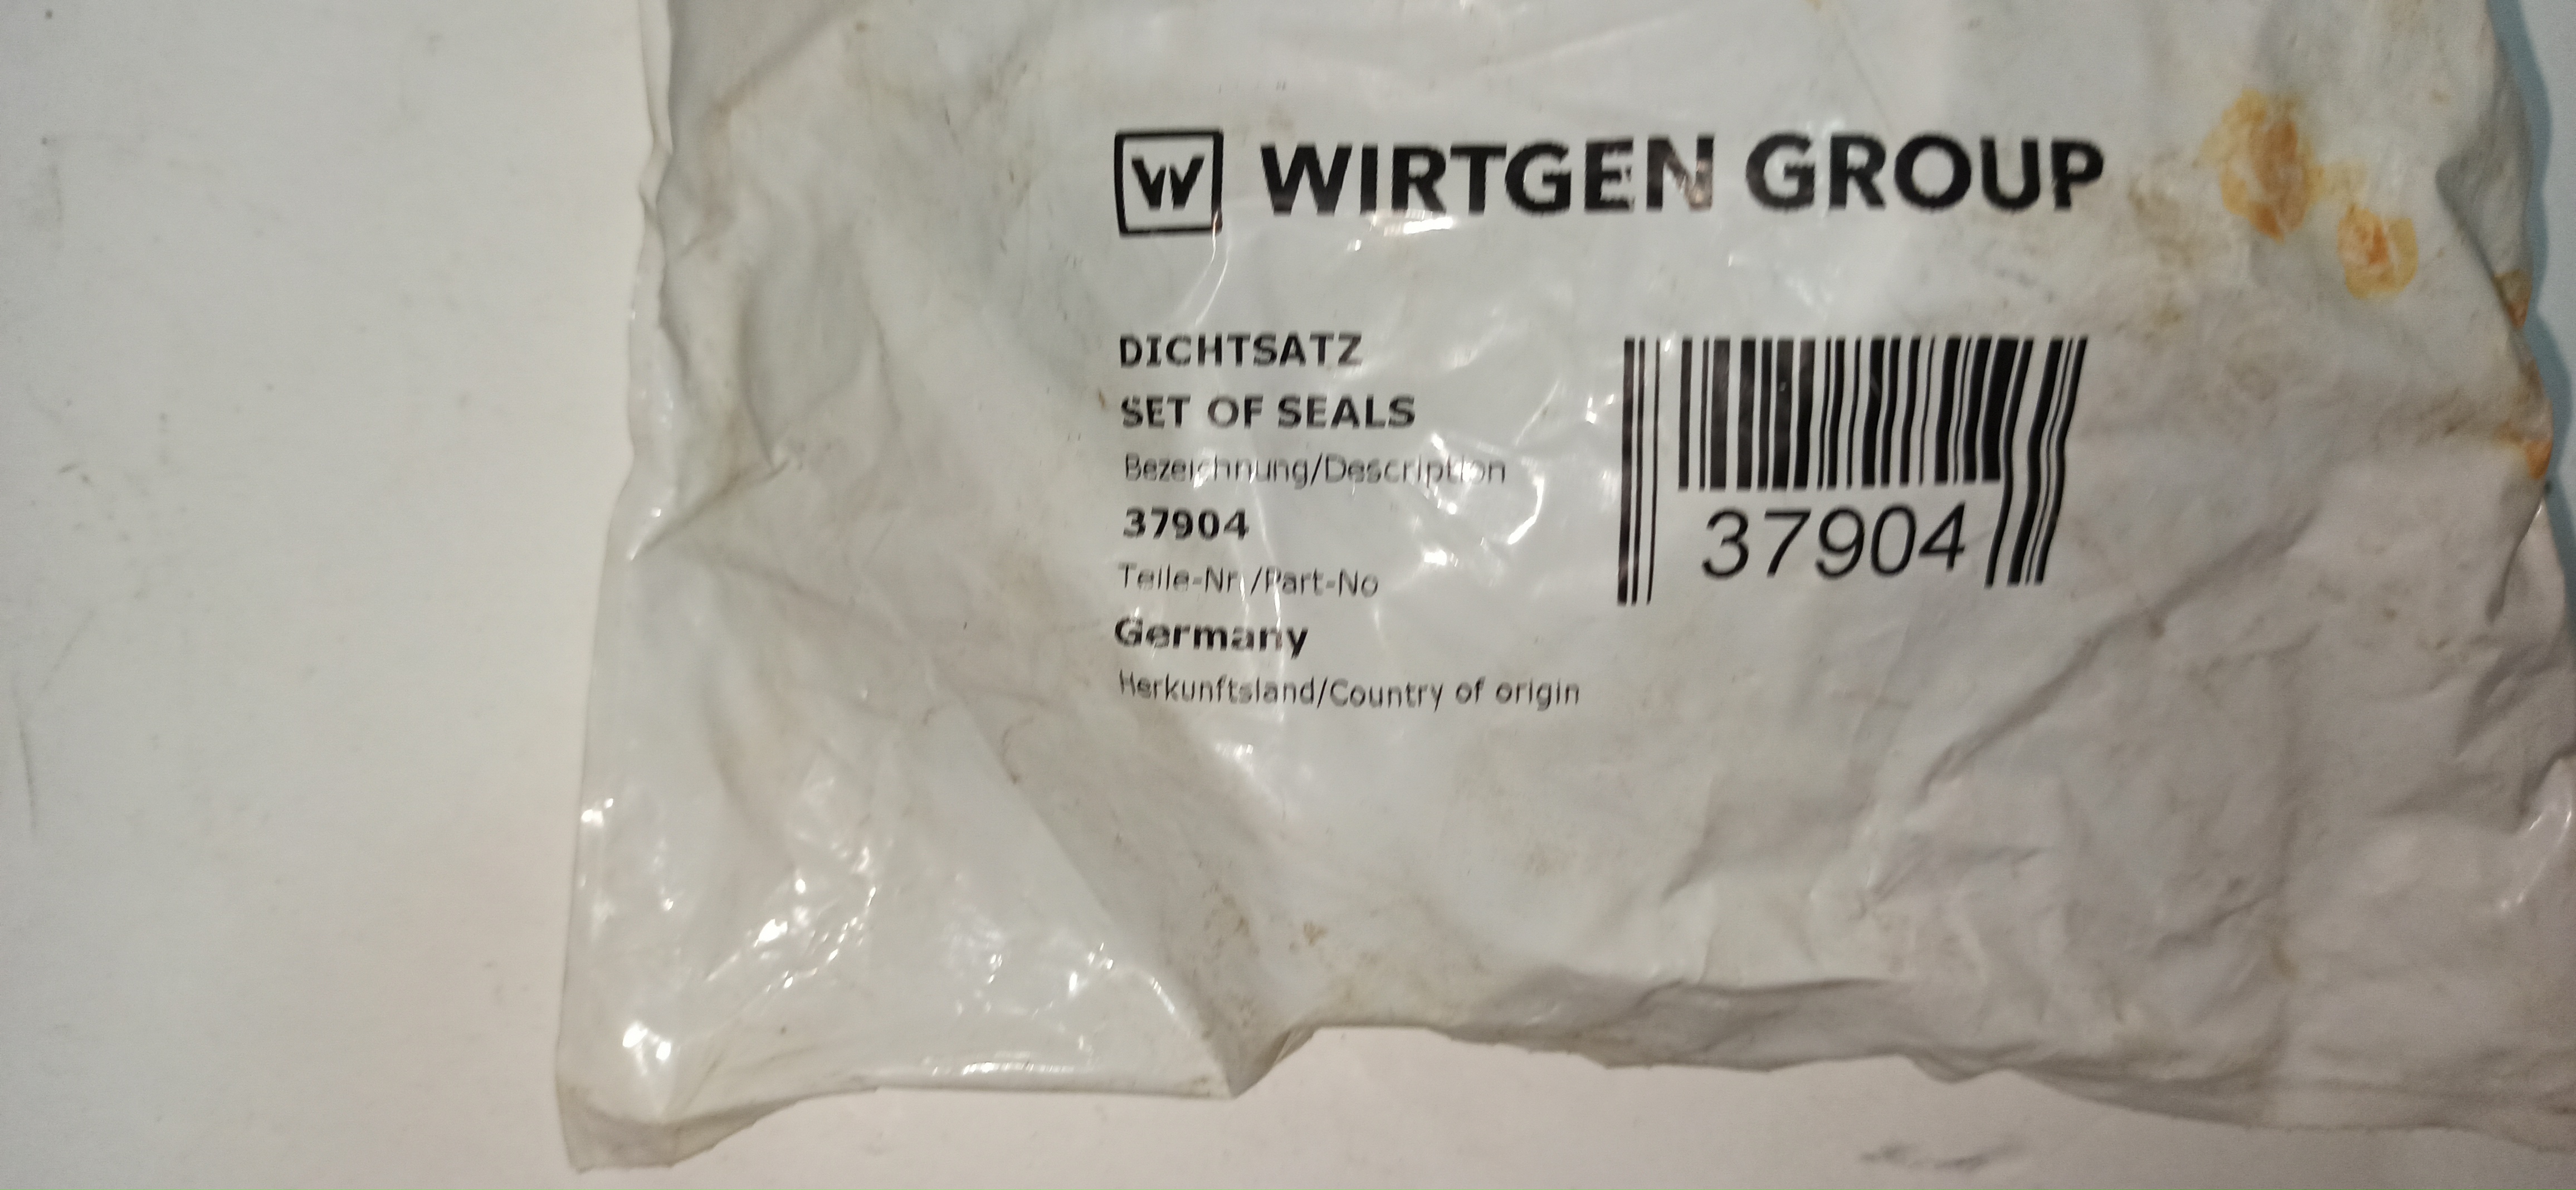 W WIRTGEN GROUP
DICHTSATZ
SET OF SEALS
Bezeichnung/Description
37904
Teile-Nr./Part-No
Germany
Herkunftsland/Country of origin
37904